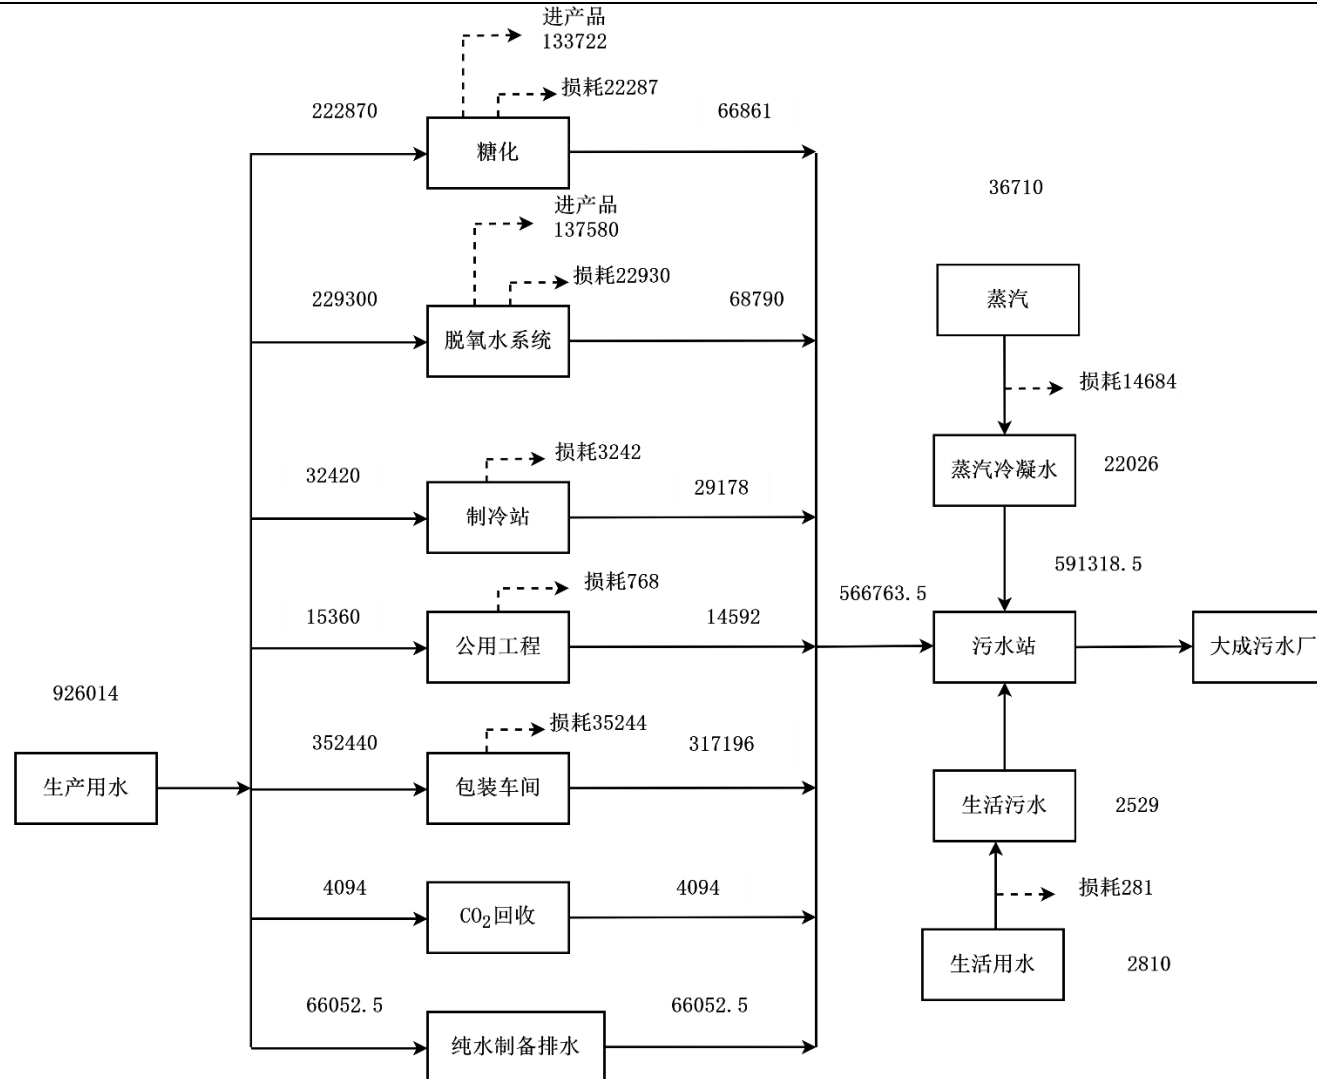 进产品
133722
损耗22287
222870
66861
糖化
36710
进产品
137580
损耗22930
229300
68790
蒸汽
脱氧水系统
损耗14684
损耗3242
32420
29178
蒸汽冷凝水
22026
制冷站
591318.5
损耗768
566763.5
15360
14592
公用工程
污水站
大成污水厂
926014
损耗35244
352440
317196
生产用水
包装车间
生活污水
2529
4094
4094
损耗281
CO₂回收
生活用水
2810
66052.5
66052.5
纯水制备排水